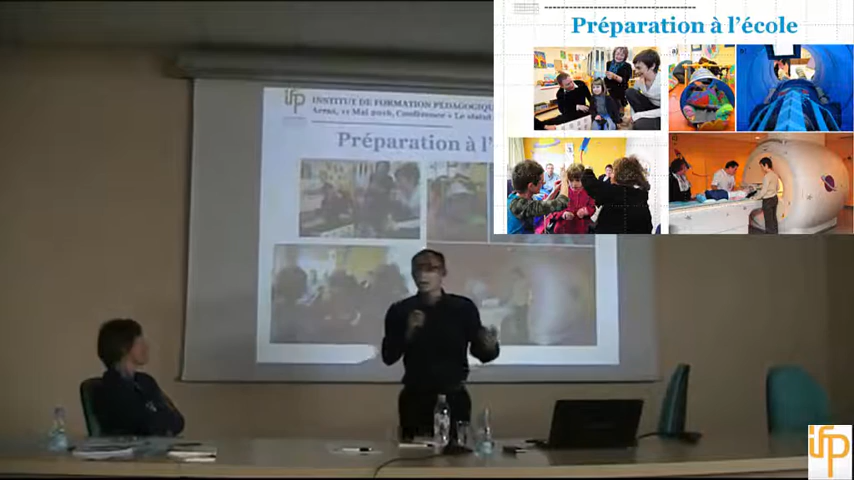 Préparation à l'école
a)
ifp
INSTITUT DE FORMATION PÉDAGOGIQUE
Arras, 11 Mai 2016, Conférence « Le statut
Préparation à l'
ifp